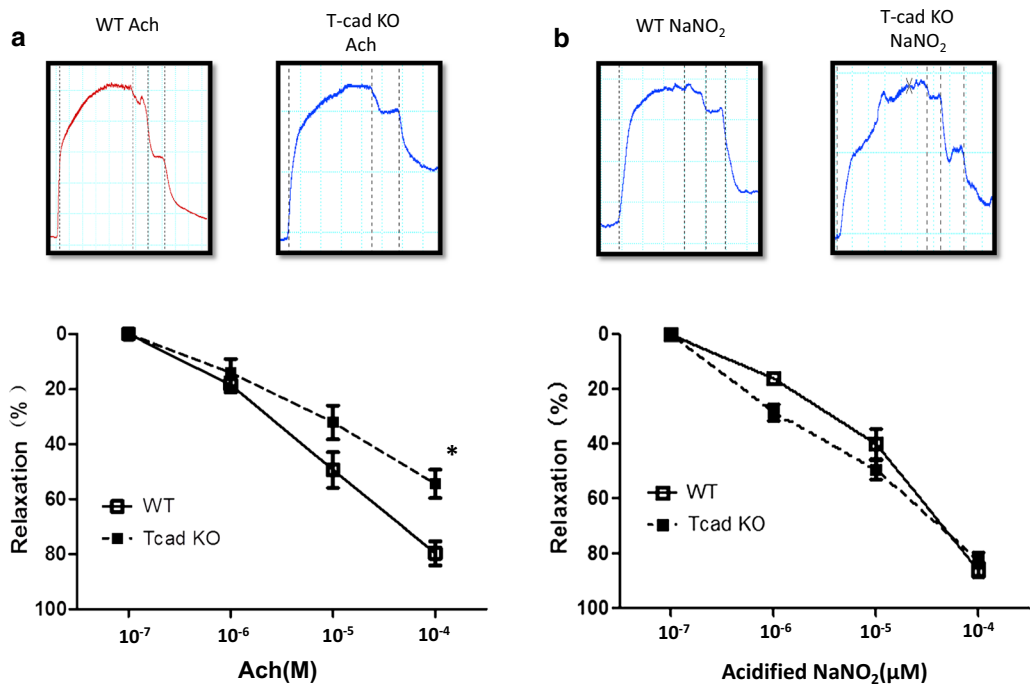 a
WT Ach
T-cad KO
Ach
b
WT NaNO₂
T-cad KO
NaNO₂
Relaxation (%)
0
20
40
60
80
100
WT
Tcad KO
*
10⁻⁷
10⁻⁶
10⁻⁵
10⁻⁴
Ach(M)
Relaxation (%)
0
20
40
60
80
100
WT
Tcad KO
10⁻⁷
10⁻⁶
10⁻⁵
10⁻⁴
Acidified NaNO₂(µM)